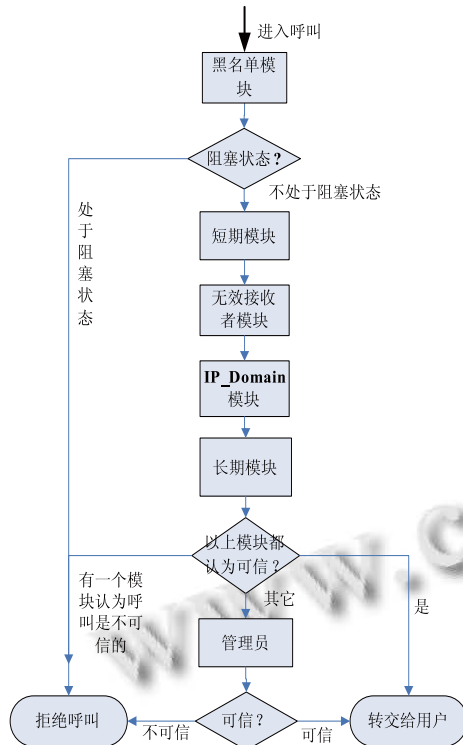 进入呼叫
黑名单模
块
阻塞状态?
不处于阻塞状态
处
于
阻
塞
状
态
短期模块
无效接收
者模块
IP_Domain
模块
长期模块
以上模块都
认为可信？
有一个模
块认为呼
叫是不可
信的
其它
是
管理员
拒绝呼叫
不可信
可信？
可信
转交给用户
www.c